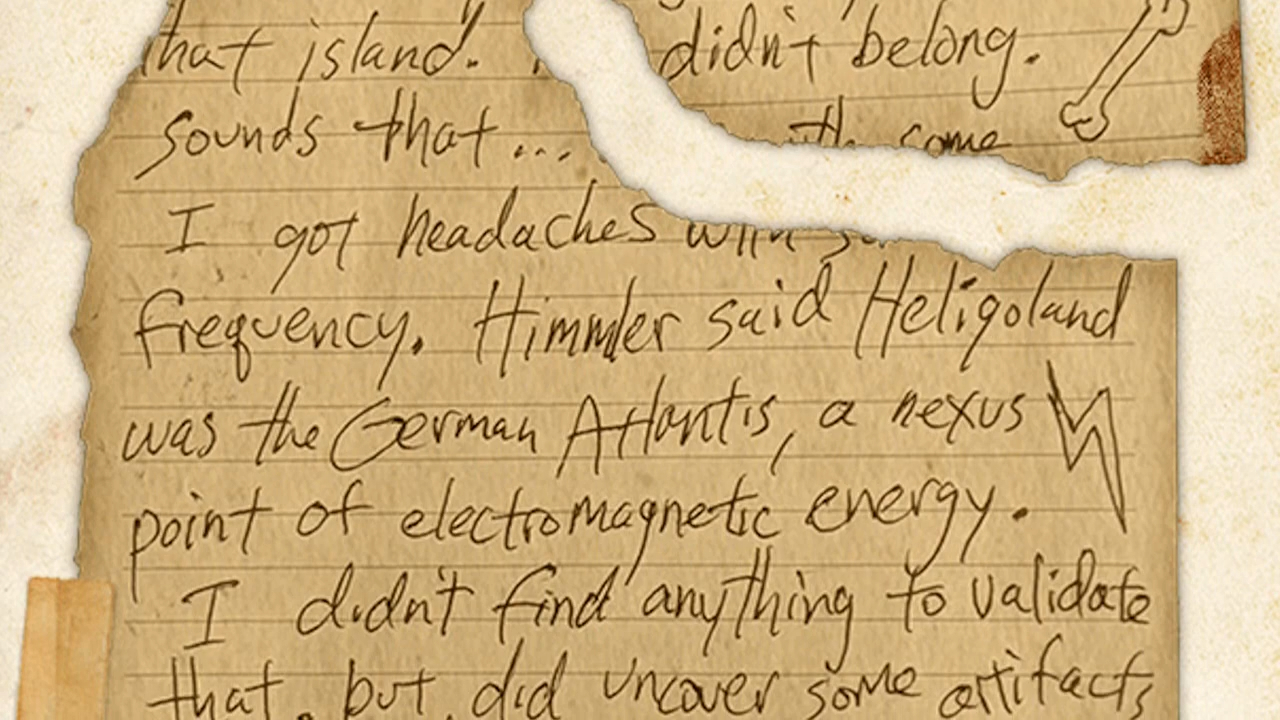 that island.
didn't belong.
sounds that...
some
I got headaches
frequency. Himmler said Heligoland
was the German Atlantis, a nexus
point of electromagnetic energy.
I didn't find anything to validate
that, but did uncover some artifacts